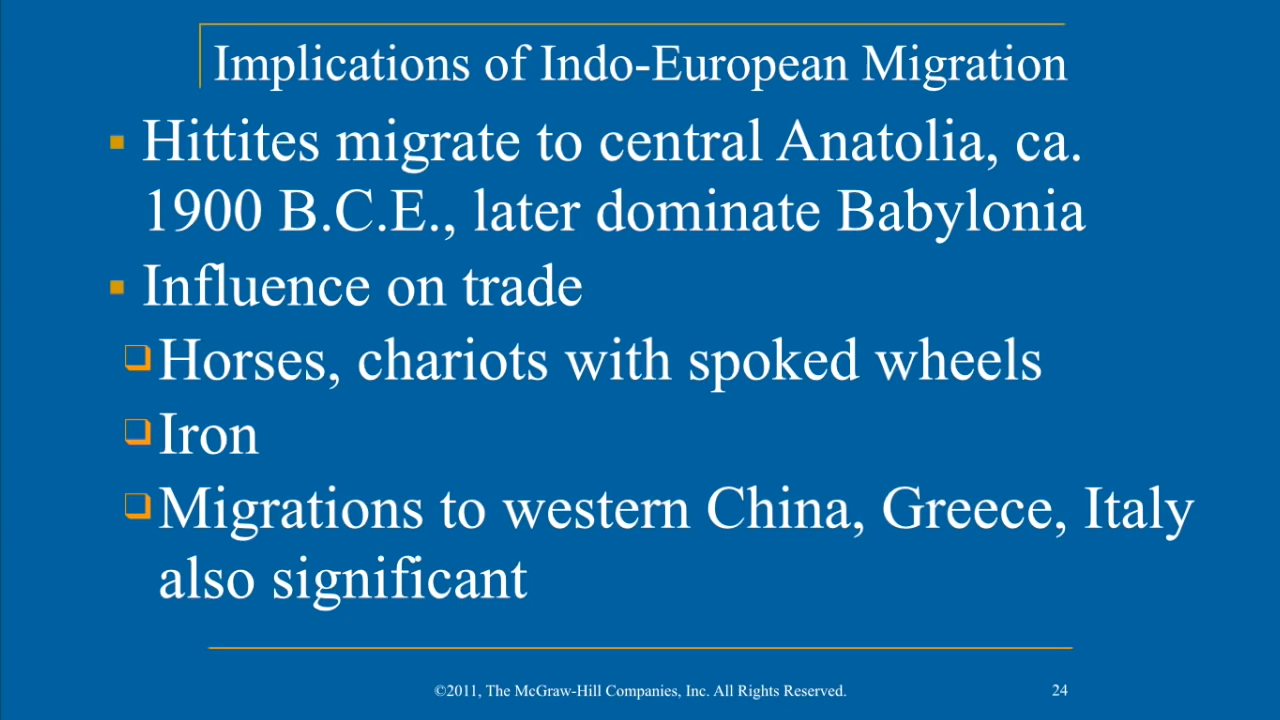 Implications of Indo-European Migration
Hittites migrate to central Anatolia, ca.
1900 B.C.E., later dominate Babylonia
Influence on trade
Horses, chariots with spoked wheels
Iron
Migrations to western China, Greece, Italy
also significant
©2011, The McGraw-Hill Companies, Inc. All Rights Reserved.
24